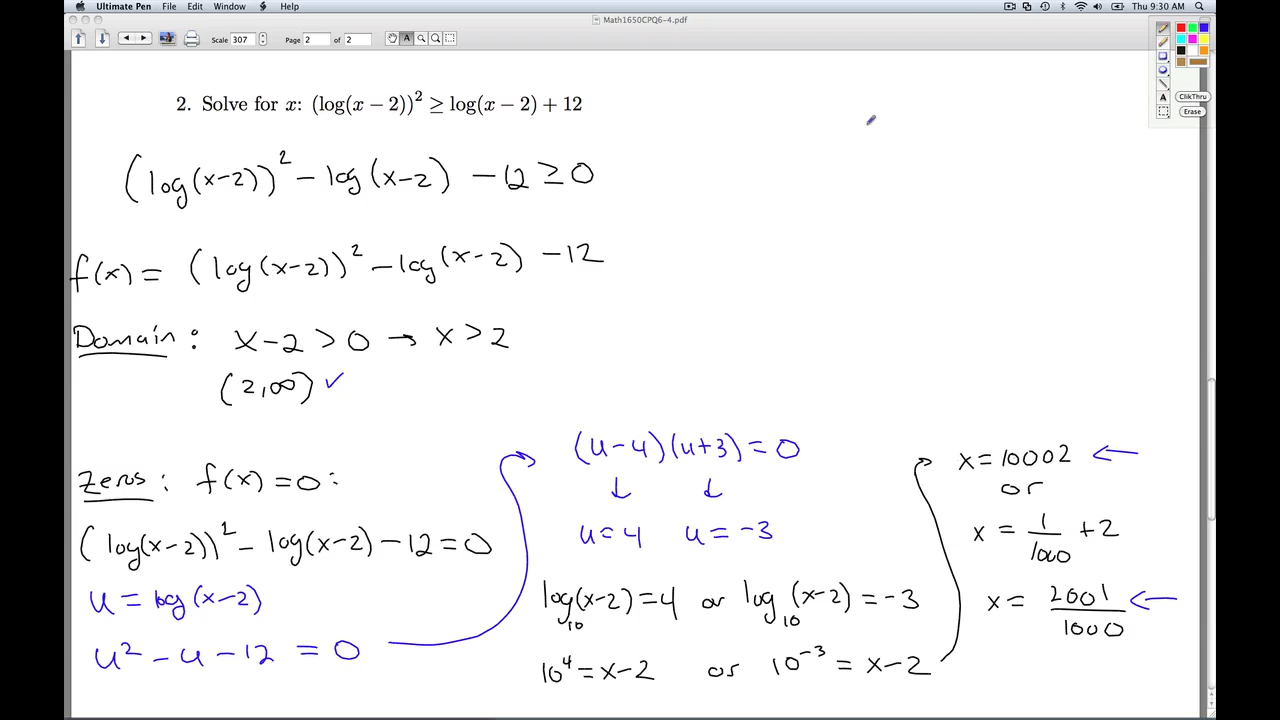 Ultimate Pen File Edit Window Help Thu 9:30 AM
Math1650CPQ6-4.pdf
Scale 307 Page 2 of 2
ClikThru
Erase
2. Solve for x: (log(x − 2))² ≥ log(x − 2) + 12
(log(x-2))² - log(x-2) - 12 ≥ 0
f(x) = (log(x-2))² - log(x-2) - 12
Domain: x-2 > 0 → x > 2
(2,∞) ✓
Zeros: f(x) = 0:
(log(x-2))² - log(x-2) - 12 = 0
u = log(x-2)
u² - u - 12 = 0
(u-4)(u+3) = 0
↓ ↓
u = 4 u = -3
log₁₀(x-2) = 4 or log₁₀(x-2) = -3
10⁴ = x-2 or 10⁻³ = x-2
x = 10002 ←
or
x = 1/1000 + 2
x = 2001/1000 ←